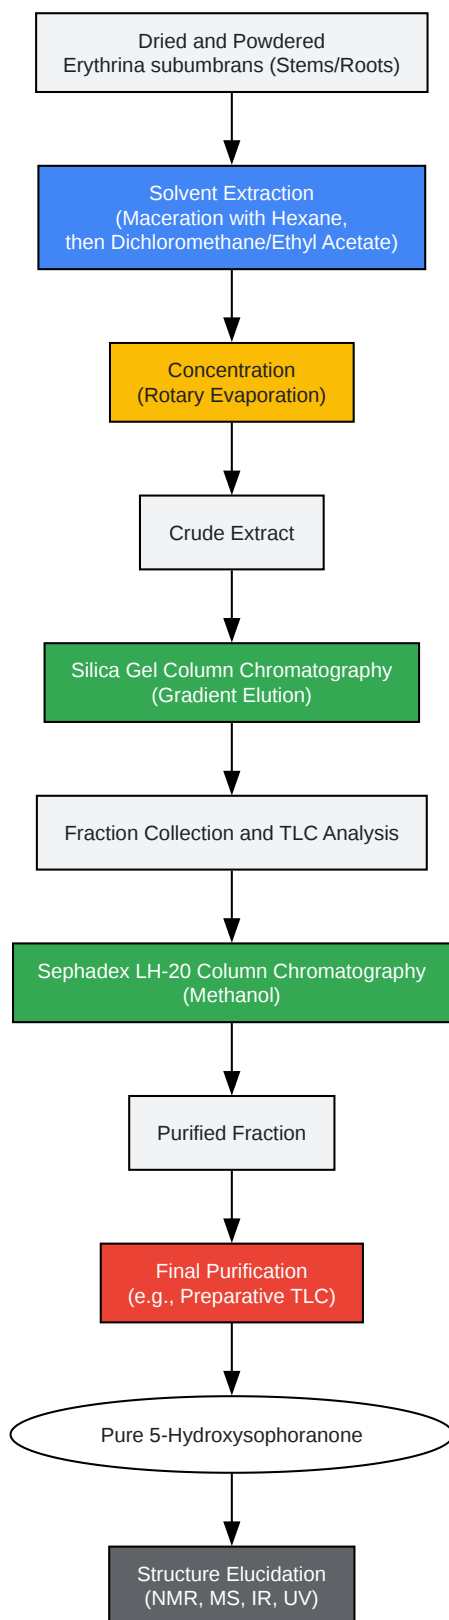 Dried and Powdered
Erythrina subumbrans (Stems/Roots)
Solvent Extraction
(Maceration with Hexane,
then Dichloromethane/Ethyl Acetate)
Concentration
(Rotary Evaporation)
Crude Extract
Silica Gel Column Chromatography
(Gradient Elution)
Fraction Collection and TLC Analysis
Sephadex LH-20 Column Chromatography
(Methanol)
Purified Fraction
Final Purification
(e.g., Preparative TLC)
Pure 5-Hydroxysophoranone
Structure Elucidation
(NMR, MS, IR, UV)